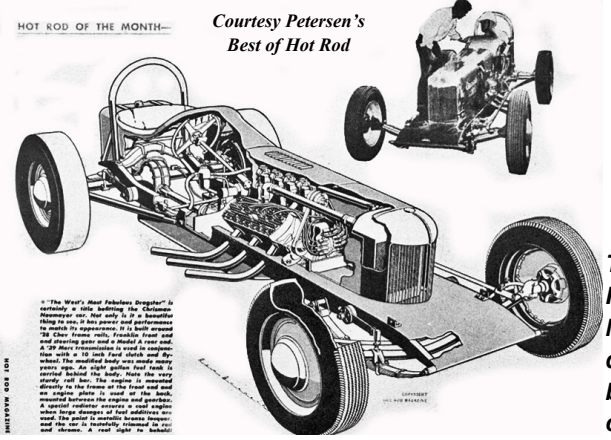 HOT ROD OF THE MONTH—
Courtesy Petersen's
Best of Hot Rod
"The West's Most Fabulous Dragster" is
certainly a title befitting the Chrisman-
Neumayer car. Not only is it a beautiful
thing to see, it has power and performance
to match its appearance. It is built around
'28 Chev frame rails, Franklin front end
and steering gear and a Model A rear end.
A '39 Merc transmission is used in conjunc-
tion with a 10 inch Ford clutch and fly-
wheel. The modified body was made many
years ago. An eight gallon fuel tank is
carried behind the body. Note the very
sturdy roll bar. The engine is mounted
directly to the frame at the front end and
an engine plate is used at the back,
mounted between the engine and gearbox.
A special radiator ensures a cool engine
when large dosages of fuel additives are
used. The paint is metallic bronze lacquer
and the car is tastefully trimmed in red
and chrome. A real sight to behold!
HOT ROD MAGAZINE
COPYRIGHT
HOT ROD MAGAZINE